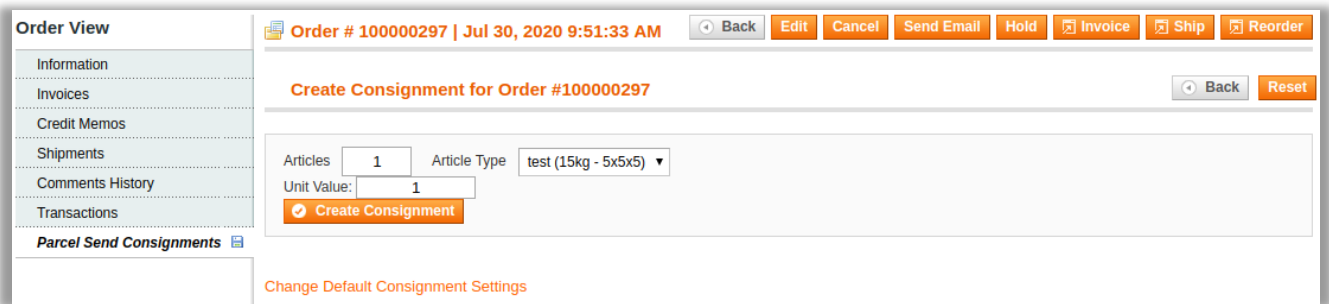 Order View
Information
Invoices
Credit Memos
Shipments
Comments History
Transactions
Parcel Send Consignments
Order # 100000297 | Jul 30, 2020 9:51:33 AM
Back Edit Cancel Send Email Hold Invoice Ship Reorder
Create Consignment for Order #100000297
Back Reset
Articles 1 Article Type test (15kg - 5x5x5)
Unit Value: 1
Create Consignment
Change Default Consignment Settings